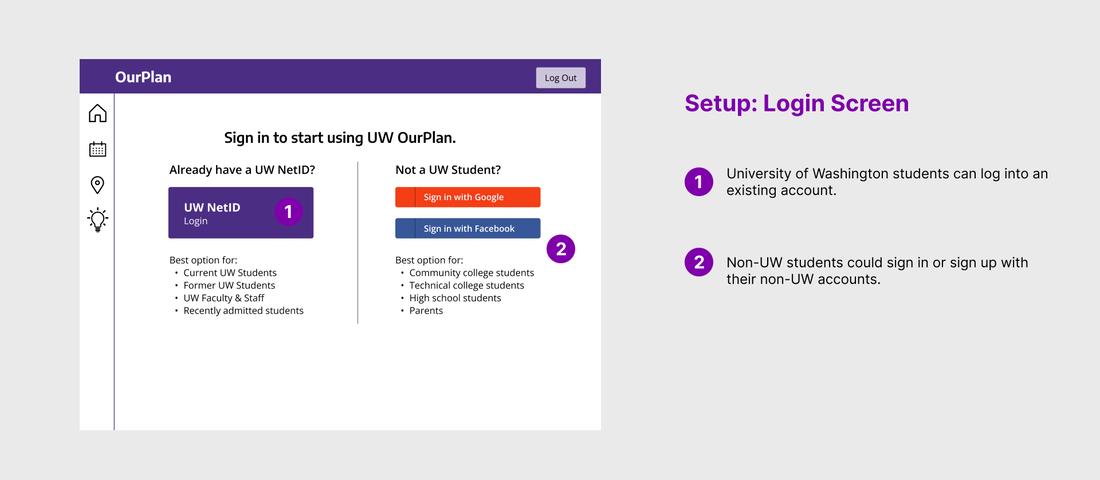 OurPlan
Log Out
Sign in to start using UW OurPlan.
Already have a UW NetID?
UW NetID
Login
1
Best option for:
• Current UW Students
• Former UW Students
• UW Faculty & Staff
• Recently admitted students
Not a UW Student?
Sign in with Google
Sign in with Facebook
2
Best option for:
• Community college students
• Technical college students
• High school students
• Parents
Setup: Login Screen
1
University of Washington students can log into an
existing account.
2
Non-UW students could sign in or sign up with
their non-UW accounts.